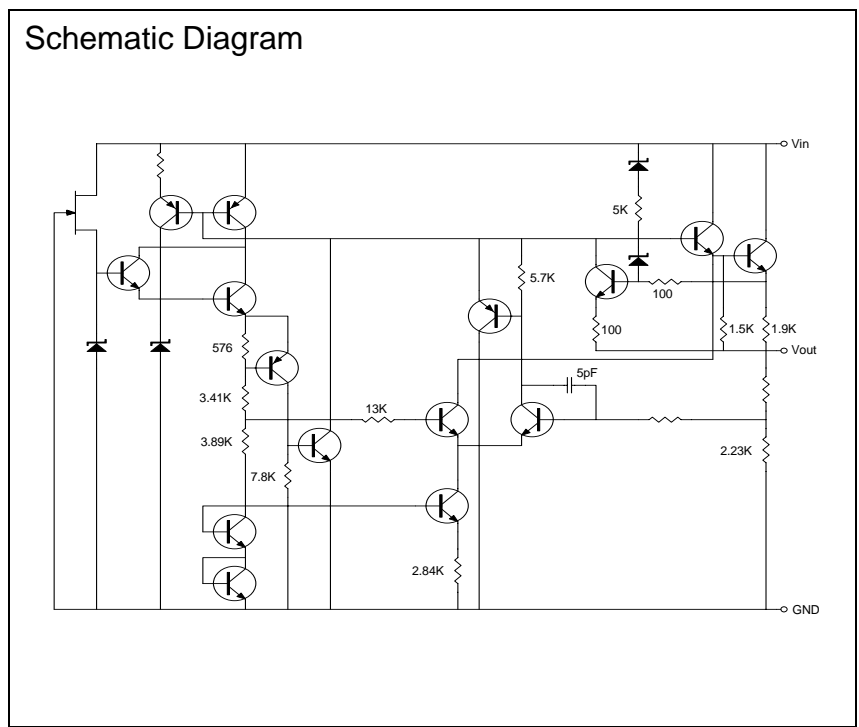 Schematic Diagram
Vin
5K
5.7K
100
100
1.5K
1.9K
Vout
576
3.41K
5pF
13K
3.89K
7.8K
2.23K
2.84K
GND